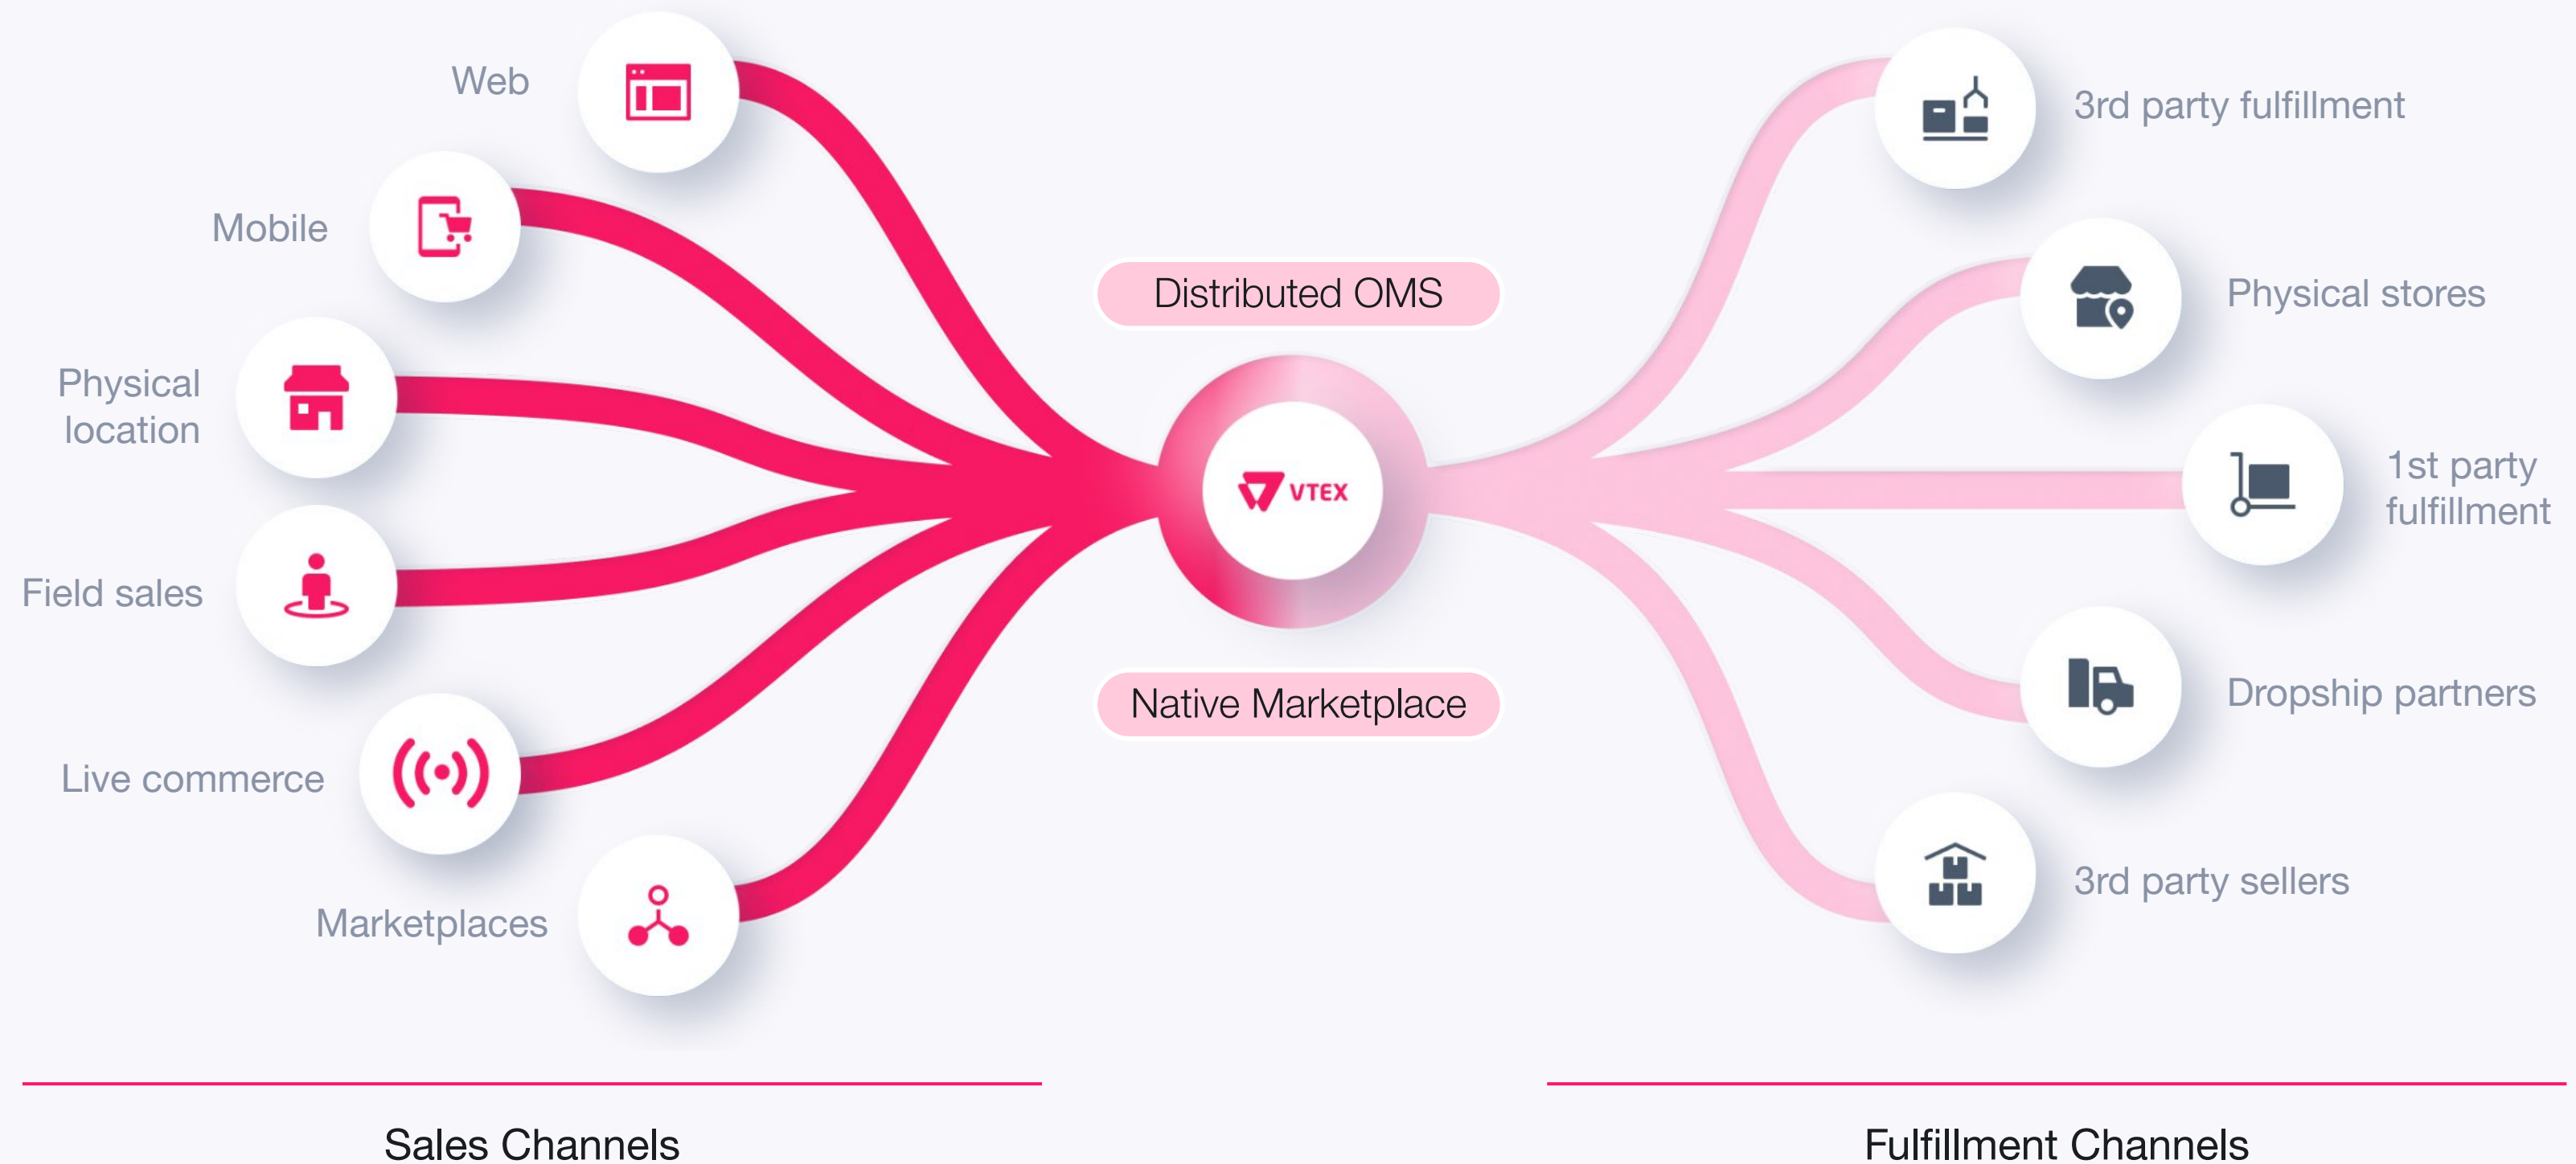 Web
Mobile
Physical
location
Field sales
Live commerce
Marketplaces
Distributed OMS
VTEX
Native Marketplace
3rd party fulfillment
Physical stores
1st party
fulfillment
Dropship partners
3rd party sellers
Sales Channels
Fulfillment Channels